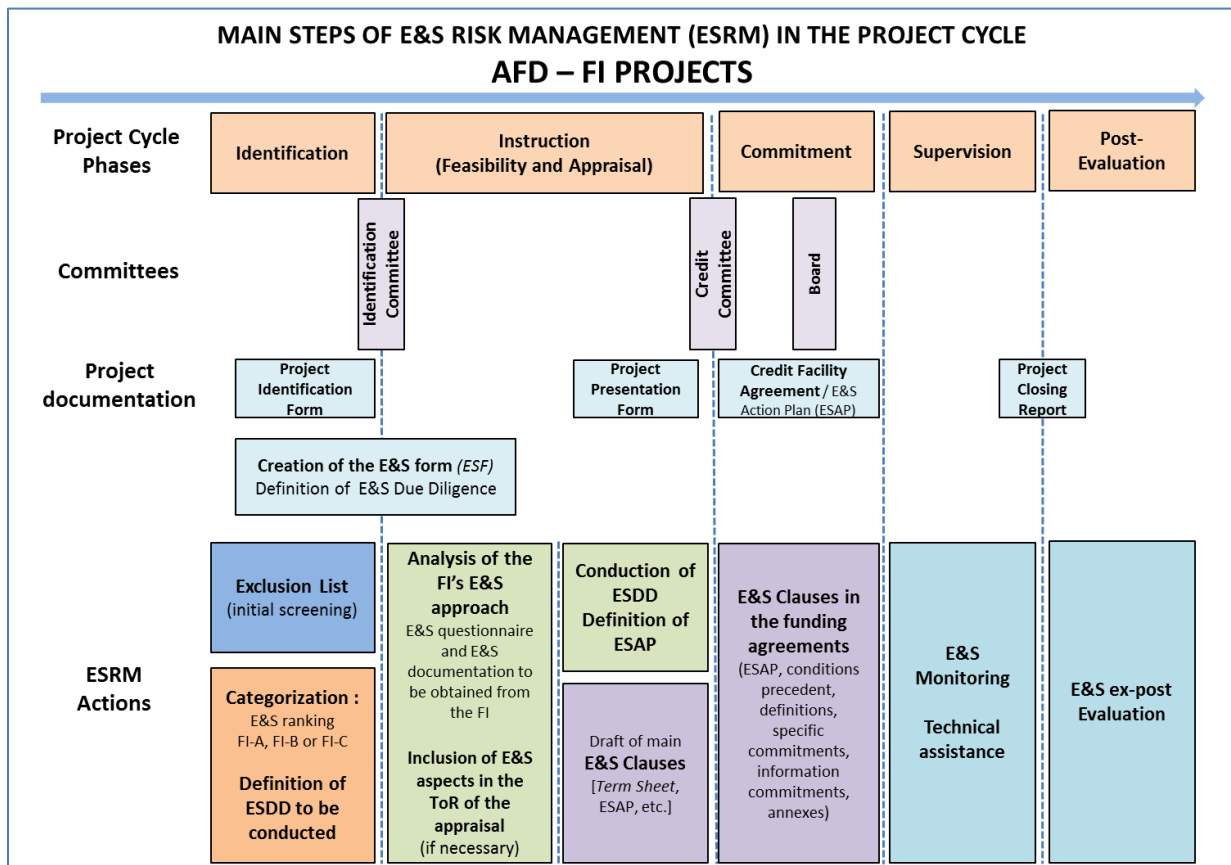 MAIN STEPS OF E&S RISK MANAGEMENT (ESRM) IN THE PROJECT CYCLE
AFD – FI PROJECTS
Project Cycle
Phases
Identification
Instruction
(Feasibility and Appraisal)
Commitment
Supervision
Post-
Evaluation
Committees
Identification
Committee
Credit
Committee
Board
Project
documentation
Project
Identification
Form
Project
Presentation
Form
Credit Facility
Agreement / E&S
Action Plan (ESAP)
Project
Closing
Report
Creation of the E&S form (ESF)
Definition of E&S Due Diligence
ESRM
Actions
Exclusion List
(initial screening)
Categorization :
E&S ranking
FI-A, FI-B or FI-C
Definition of
ESDD to be
conducted
Analysis of the
FI's E&S
approach
E&S questionnaire
and E&S
documentation to
be obtained from
the FI
Inclusion of E&S
aspects in the
ToR of the
appraisal
(if necessary)
Conduction of
ESDD
Definition of
ESAP
Draft of main
E&S Clauses
[Term Sheet,
ESAP, etc.]
E&S Clauses in
the funding
agreements
(ESAP, conditions
precedent,
definitions,
specific
commitments,
information
commitments,
annexes)
E&S
Monitoring
Technical
assistance
E&S ex-post
Evaluation